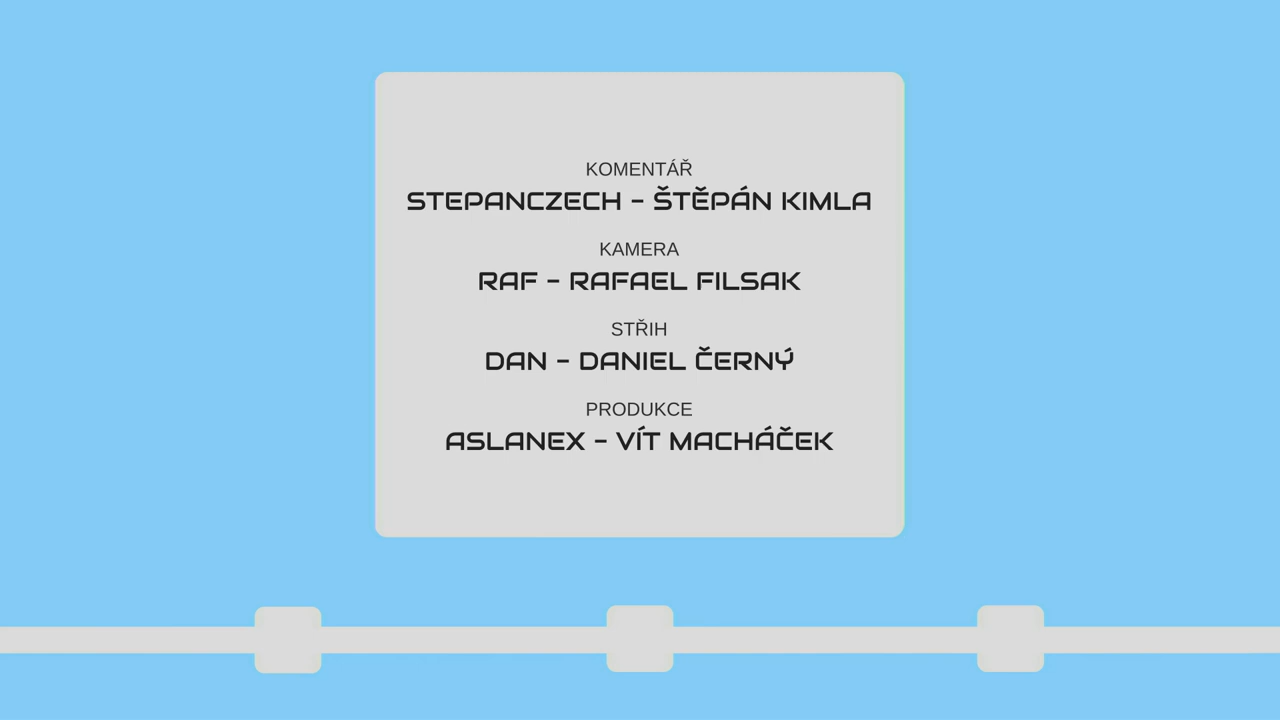 KOMENTÁŘ
STEPANCZECH - ŠTĚPÁN KIMLA
KAMERA
RAF - RAFAEL FILSAK
STŘIH
DAN - DANIEL ČERNÝ
PRODUKCE
ASLANEX - VÍT MACHÁČEK